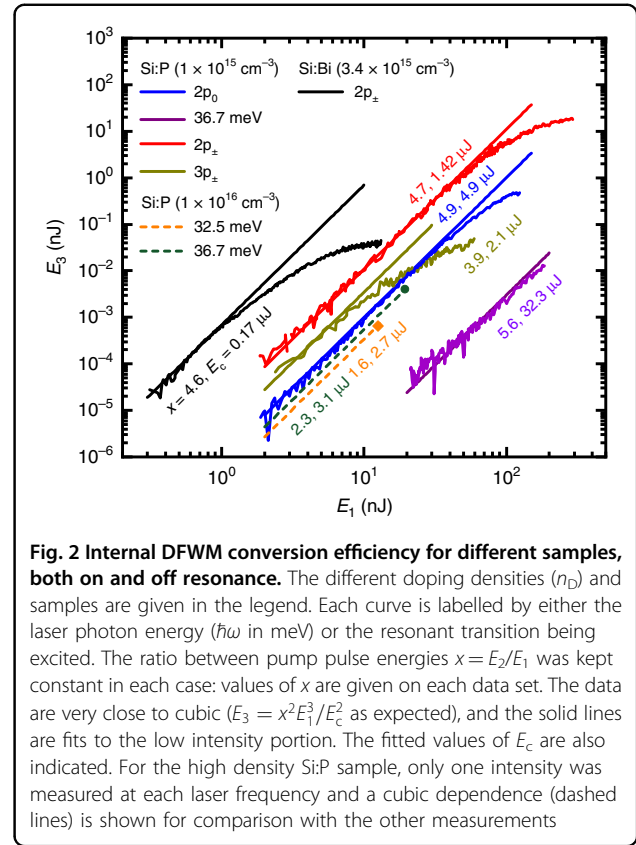 10³
10²
10¹
10⁰
10⁻¹
10⁻²
10⁻³
10⁻⁴
10⁻⁵
10⁻⁶
E₃ (nJ)
Si:P (1 × 10¹⁵ cm⁻³)
2p₀
36.7 meV
2p±
3p±
Si:P (1 × 10¹⁶ cm⁻³)
32.5 meV
36.7 meV
Si:Bi (3.4 × 10¹⁵ cm⁻³)
2p±
4.7, 1.42 μJ
4.9, 4.9 μJ
3.9, 2.1 μJ
5.6, 32.3 μJ
x = 4.6, E_c = 0.17 μJ
2.3, 3.1 μJ
1.6, 2.7 μJ
10⁰
10¹
10²
E₁ (nJ)
Fig. 2 Internal DFWM conversion efficiency for different samples,
both on and off resonance. The different doping densities (n_D) and
samples are given in the legend. Each curve is labelled by either the
laser photon energy (ℏω in meV) or the resonant transition being
excited. The ratio between pump pulse energies x = E₂/E₁ was kept
constant in each case: values of x are given on each data set. The data
are very close to cubic (E₃ = x²E₁³/E_c² as expected), and the solid lines
are fits to the low intensity portion. The fitted values of E_c are also
indicated. For the high density Si:P sample, only one intensity was
measured at each laser frequency and a cubic dependence (dashed
lines) is shown for comparison with the other measurements